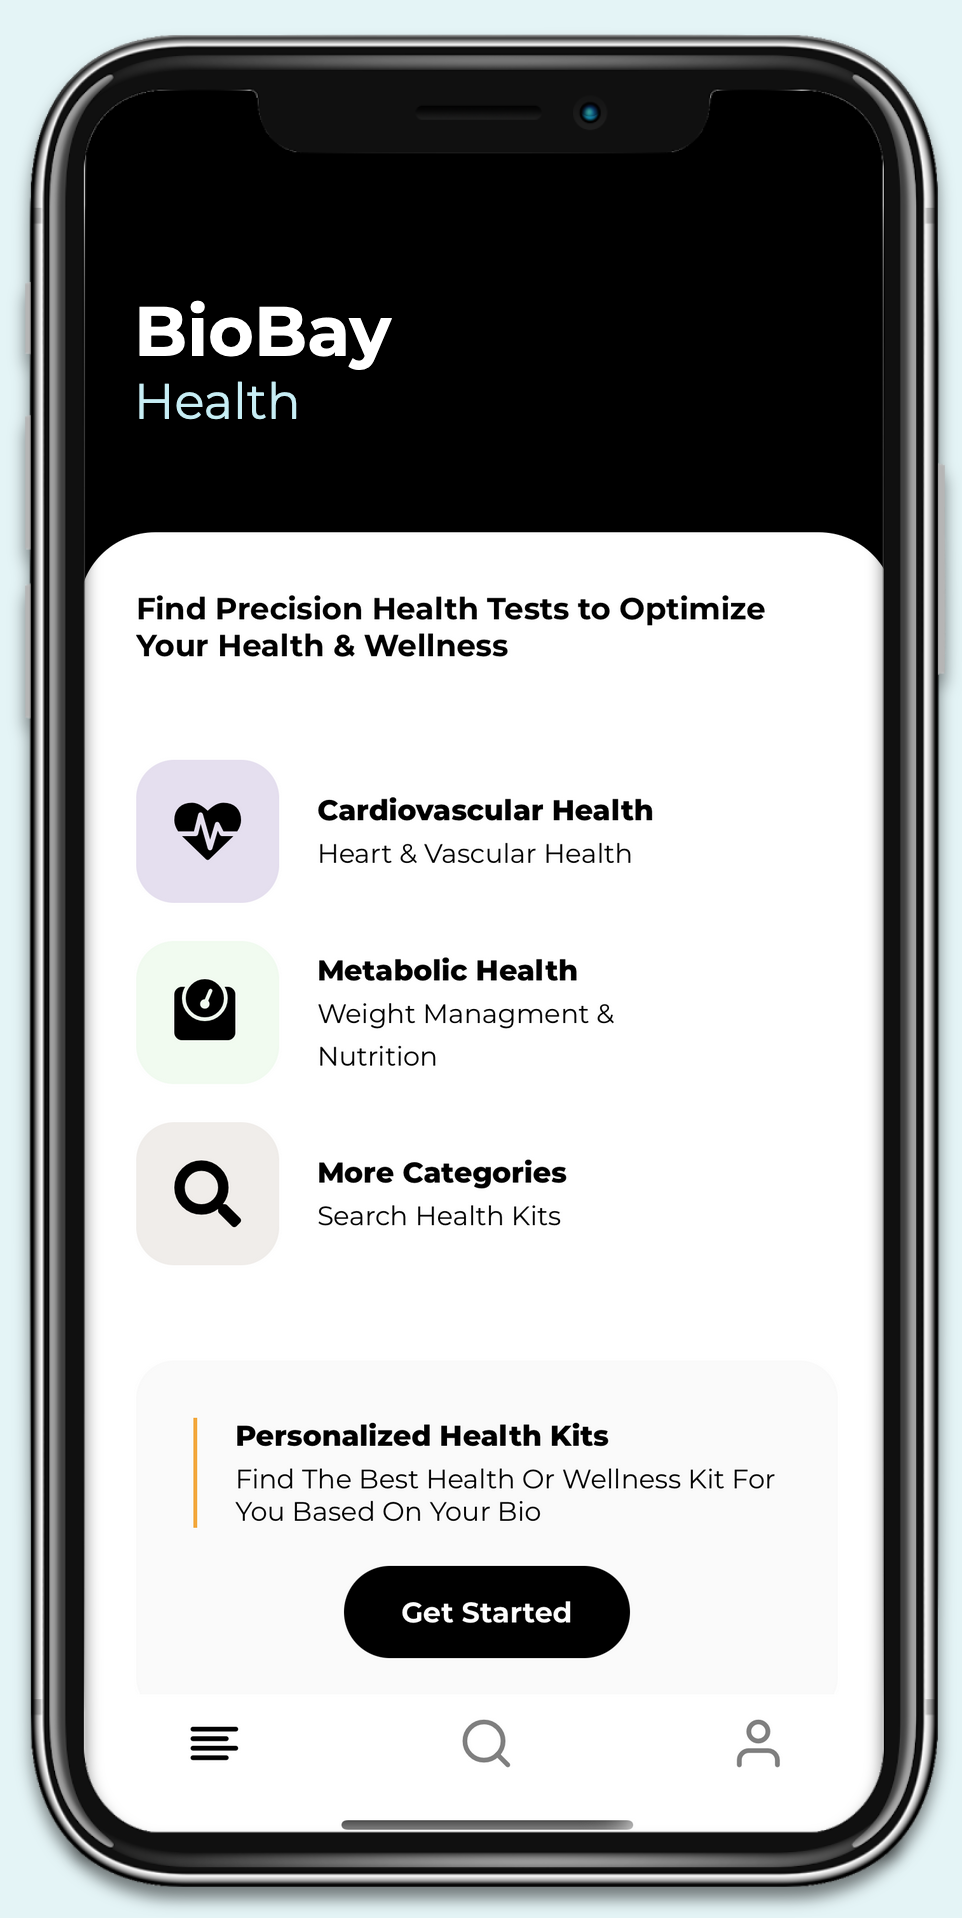 BioBay
Health
Find Precision Health Tests to Optimize
Your Health & Wellness
Cardiovascular Health
Heart & Vascular Health
Metabolic Health
Weight Managment &
Nutrition
More Categories
Search Health Kits
Personalized Health Kits
Find The Best Health Or Wellness Kit For
You Based On Your Bio
Get Started